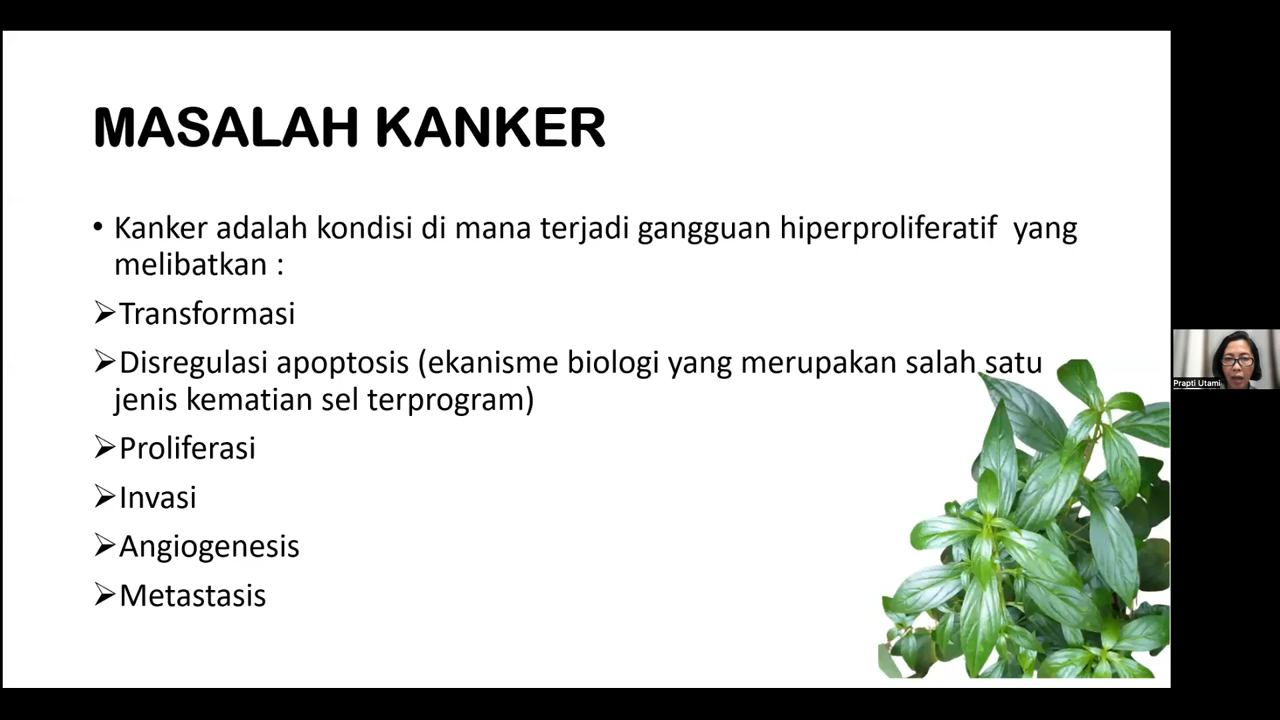 MASALAH KANKER
• Kanker adalah kondisi di mana terjadi gangguan hiperproliferatif yang
melibatkan :
➢Transformasi
➢Disregulasi apoptosis (ekanisme biologi yang merupakan salah satu
jenis kematian sel terprogram)
➢Proliferasi
➢Invasi
➢Angiogenesis
➢Metastasis
Prapti Utami